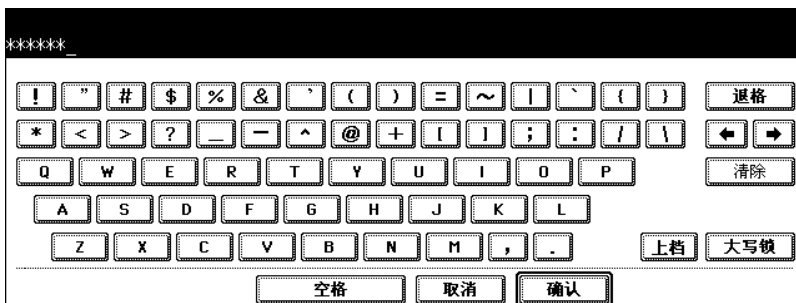 ******_
! " # $ % & ' ( ) = ~ | ` { } 退格
* < > ? _ - ^ @ + [ ] ; : / \ ← →
Q W E R T Y U I O P 清除
A S D F G H J K L
Z X C V B N M , . 上档 大写锁
空格 取消 确认